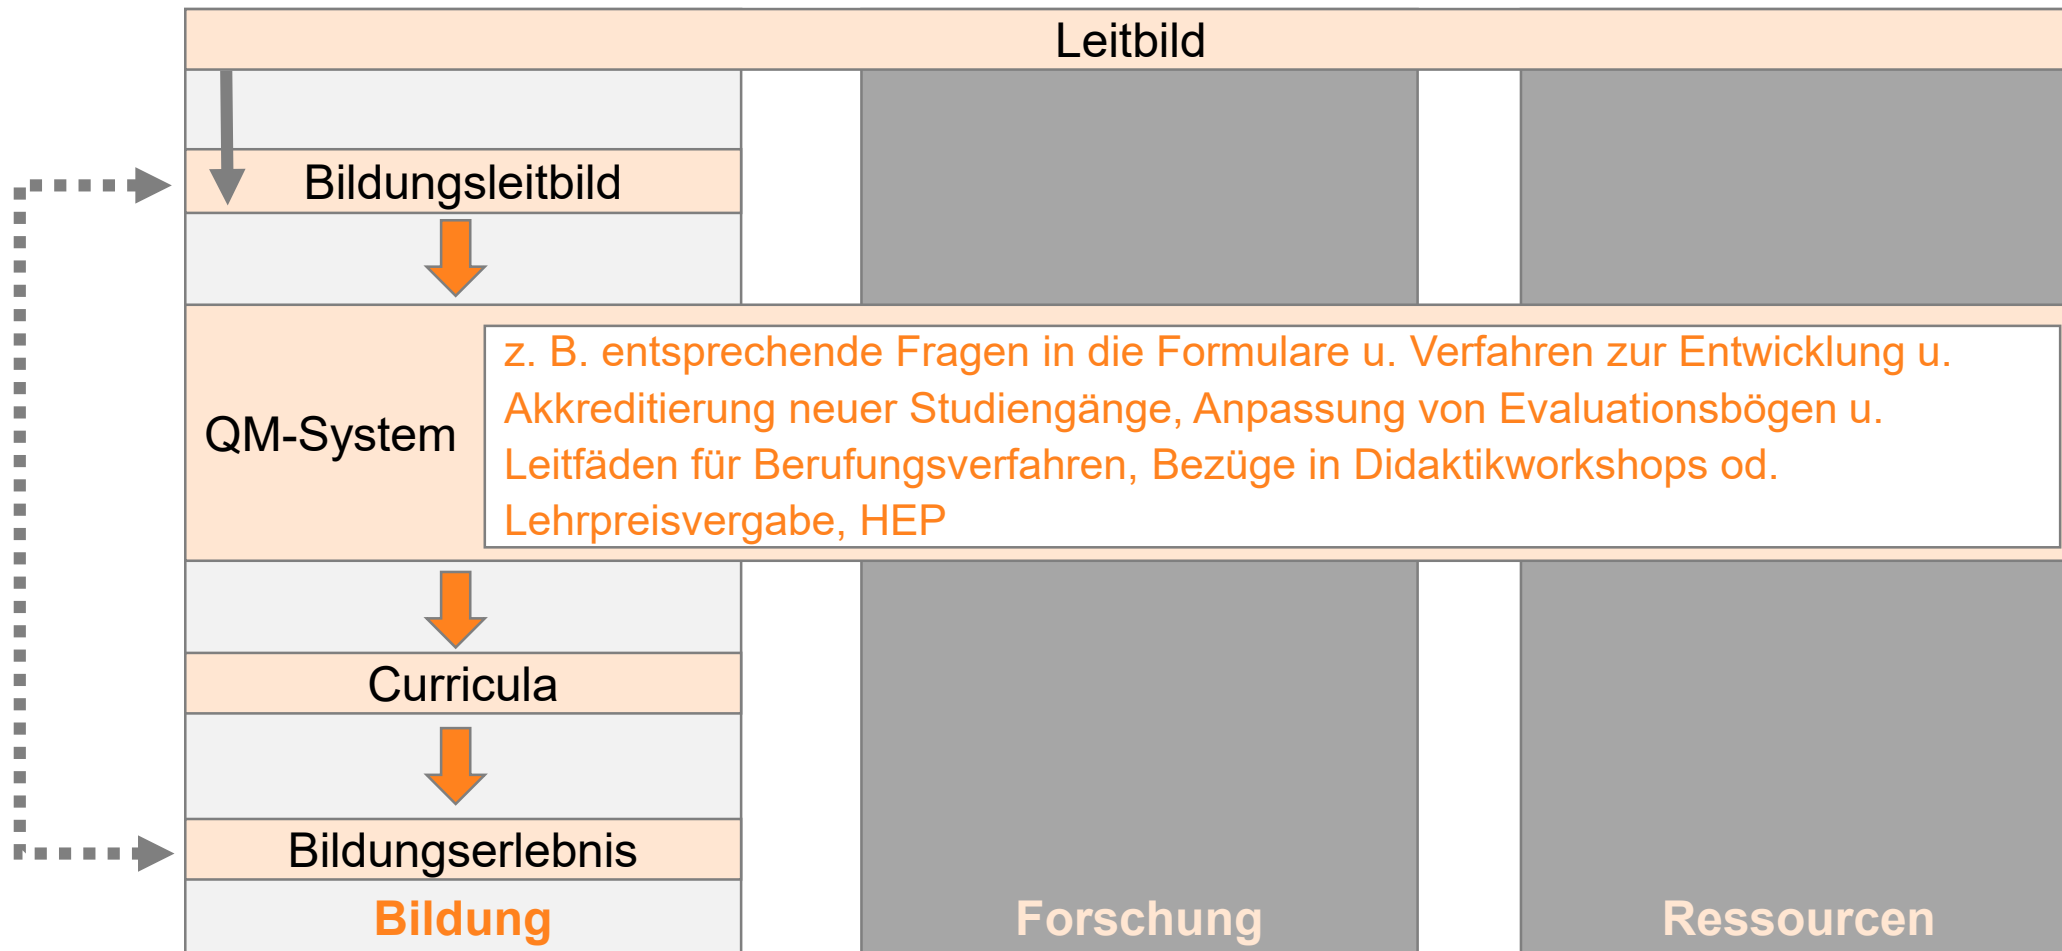 Leitbild
Bildungsleitbild
QM-System
z. B. entsprechende Fragen in die Formulare u. Verfahren zur Entwicklung u.
Akkreditierung neuer Studiengänge, Anpassung von Evaluationsbögen u.
Leitfäden für Berufungsverfahren, Bezüge in Didaktikworkshops od.
Lehrpreisvergabe, HEP
Curricula
Bildungserlebnis
Bildung
Forschung
Ressourcen